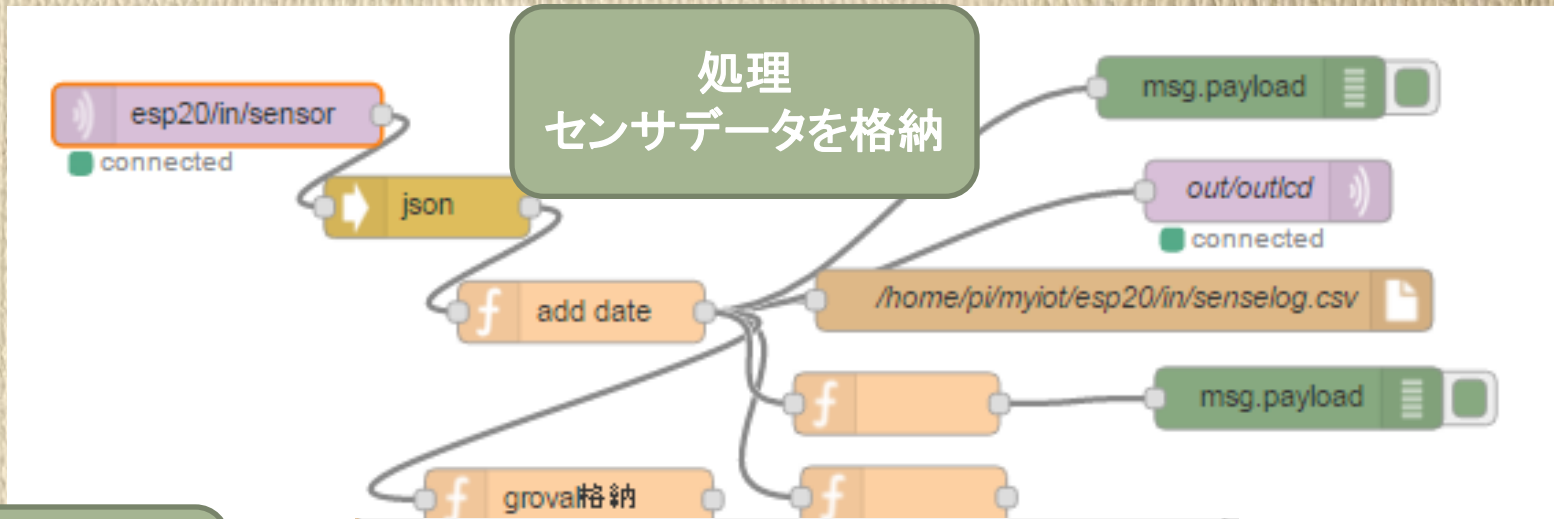 処理
センサデータを格納
esp20/in/sensor
connected
json
add date
msg.payload
out/outlcd
connected
/home/pi/myiot/esp20/in/senselog.csv
msg.payload
groval格納